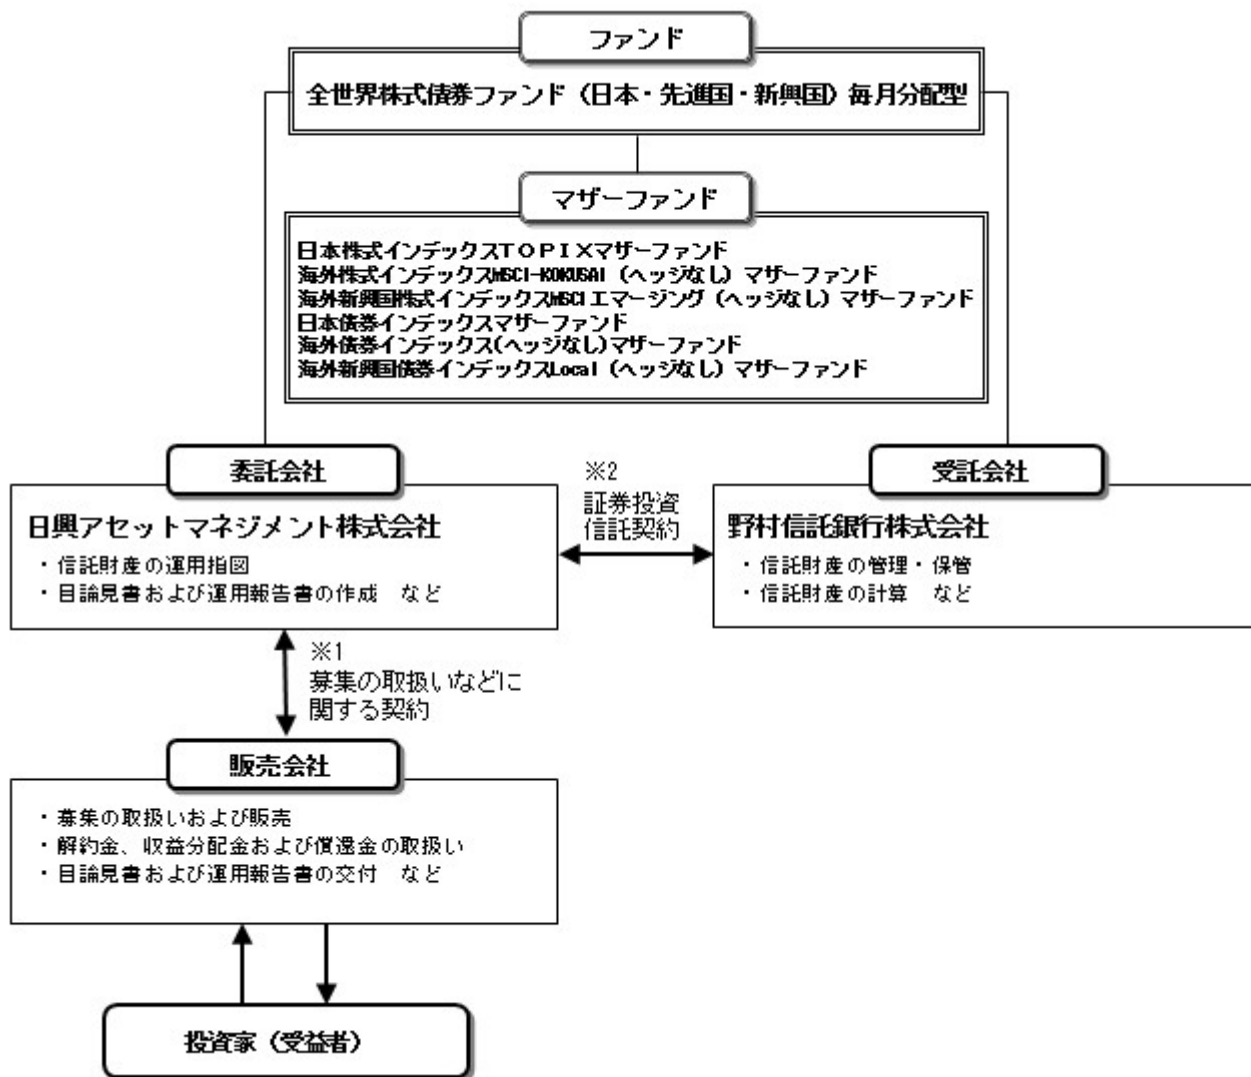 ファンド
全世界株式債券ファンド（日本・先進国・新興国）毎月分配型
マザーファンド
日本株式インデックスＴＯＰＩＸマザーファンド
海外株式インデックスMSCI-KOKUSAI（ヘッジなし）マザーファンド
海外新興国株式インデックスMSCIエマージング（ヘッジなし）マザーファンド
日本債券インデックスマザーファンド
海外債券インデックス(ヘッジなし)マザーファンド
海外新興国債券インデックスLocal（ヘッジなし）マザーファンド
委託会社
日興アセットマネジメント株式会社
・信託財産の運用指図
・目論見書および運用報告書の作成　など
※2
証券投資
信託契約
受託会社
野村信託銀行株式会社
・信託財産の管理・保管
・信託財産の計算　など
※1
募集の取扱いなどに
関する契約
販売会社
・募集の取扱いおよび販売
・解約金、収益分配金および償還金の取扱い
・目論見書および運用報告書の交付　など
投資家（受益者）